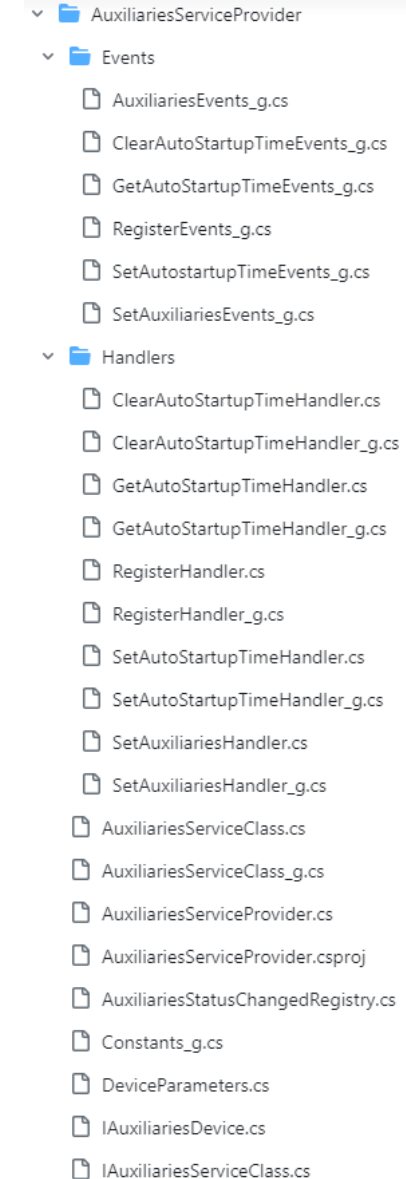 AuxiliariesServiceProvider
Events
AuxiliariesEvents_g.cs
ClearAutoStartupTimeEvents_g.cs
GetAutoStartupTimeEvents_g.cs
RegisterEvents_g.cs
SetAutostartupTimeEvents_g.cs
SetAuxiliariesEvents_g.cs
Handlers
ClearAutoStartupTimeHandler.cs
ClearAutoStartupTimeHandler_g.cs
GetAutoStartupTimeHandler.cs
GetAutoStartupTimeHandler_g.cs
RegisterHandler.cs
RegisterHandler_g.cs
SetAutoStartupTimeHandler.cs
SetAutoStartupTimeHandler_g.cs
SetAuxiliariesHandler.cs
SetAuxiliariesHandler_g.cs
AuxiliariesServiceClass.cs
AuxiliariesServiceClass_g.cs
AuxiliariesServiceProvider.cs
AuxiliariesServiceProvider.csproj
AuxiliariesStatusChangedRegistry.cs
Constants_g.cs
DeviceParameters.cs
IAuxiliariesDevice.cs
IAuxiliariesServiceClass.cs